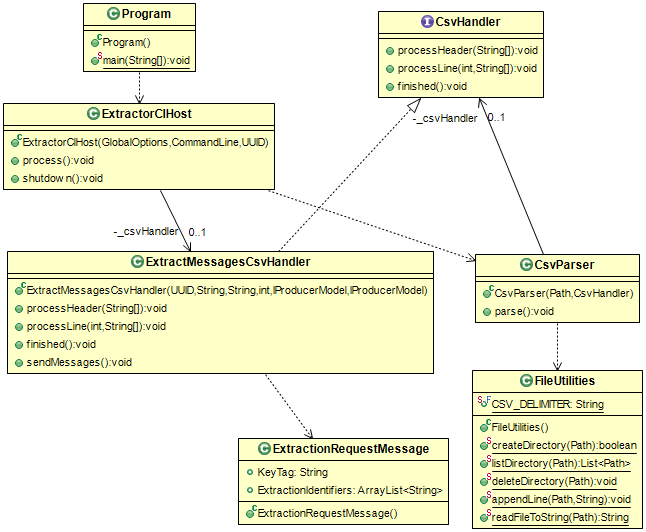 Program
Program()
main(String[]):void
CsvHandler
processHeader(String[]):void
processLine(int,String[]):void
finished():void
ExtractorClHost
ExtractorClHost(GlobalOptions,CommandLine,UUID)
process():void
shutdown():void
-_csvHandler
0..1
-_csvHandler
0..1
ExtractMessagesCsvHandler
ExtractMessagesCsvHandler(UUID,String,String,int,IProducerModel,IProducerModel)
processHeader(String[]):void
processLine(int,String[]):void
finished():void
sendMessages():void
CsvParser
CsvParser(Path,CsvHandler)
parse():void
FileUtilities
CSV_DELIMITER: String
FileUtilities()
createDirectory(Path):boolean
listDirectory(Path):List<Path>
deleteDirectory(Path):void
appendLine(Path,String):void
readFileToString(Path):String
ExtractionRequestMessage
KeyTag: String
ExtractionIdentifiers: ArrayList<String>
ExtractionRequestMessage()